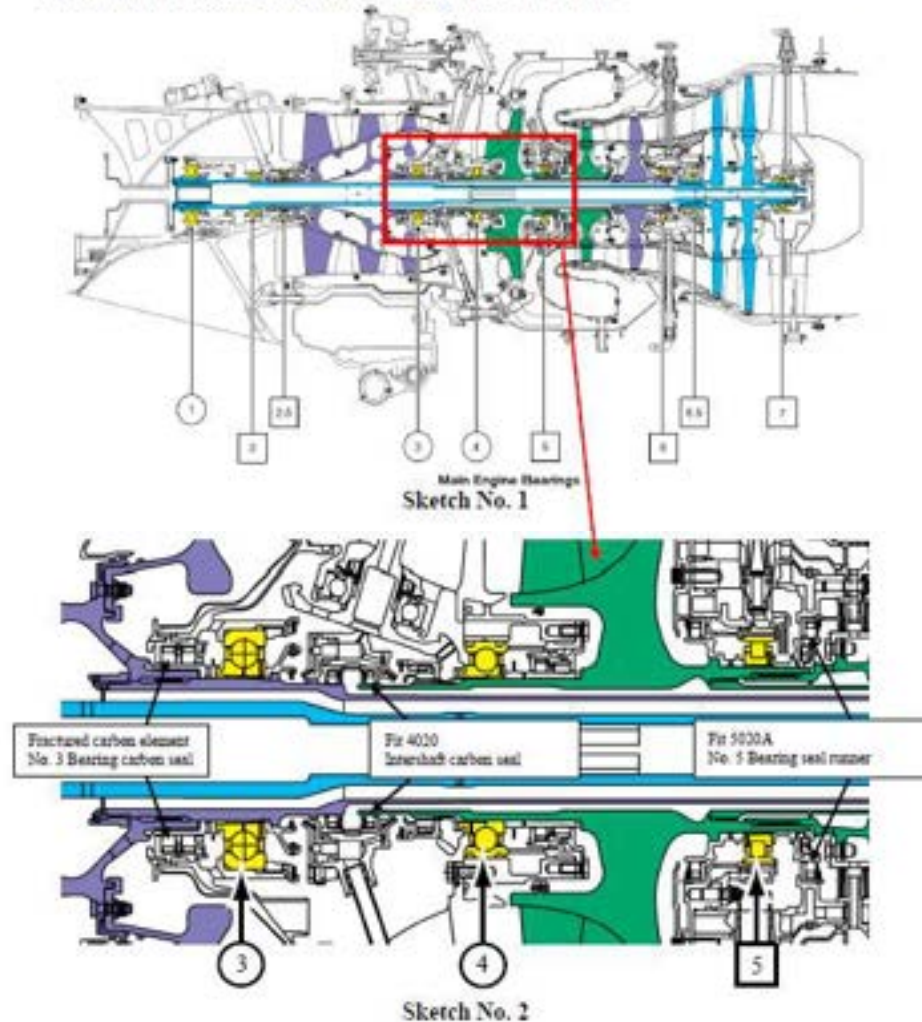 1
2
2.5
3
4
5
6
6.5
7
Main Engine Bearings
Sketch No. 1
Fractured carbon element
No. 3 Bearing carbon seal
Fit 4020
Intershaft carbon seal
Fit 5020A
No. 5 Bearing seal runner
3
4
5
Sketch No. 2